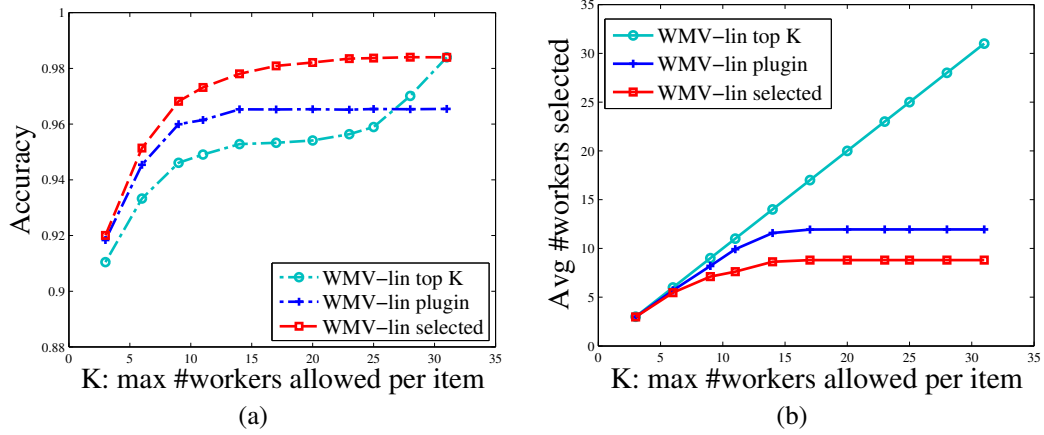 1
0.98
0.96
0.94
0.92
0.9
0.88
Accuracy
WMV−lin top K
WMV−lin plugin
WMV−lin selected
0 5 10 15 20 25 30 35
K: max #workers allowed per item
(a)
35
30
25
20
15
10
5
0
Avg #workers selected
WMV−lin top K
WMV−lin plugin
WMV−lin selected
0 5 10 15 20 25 30 35
K: max #workers allowed per item
(b)